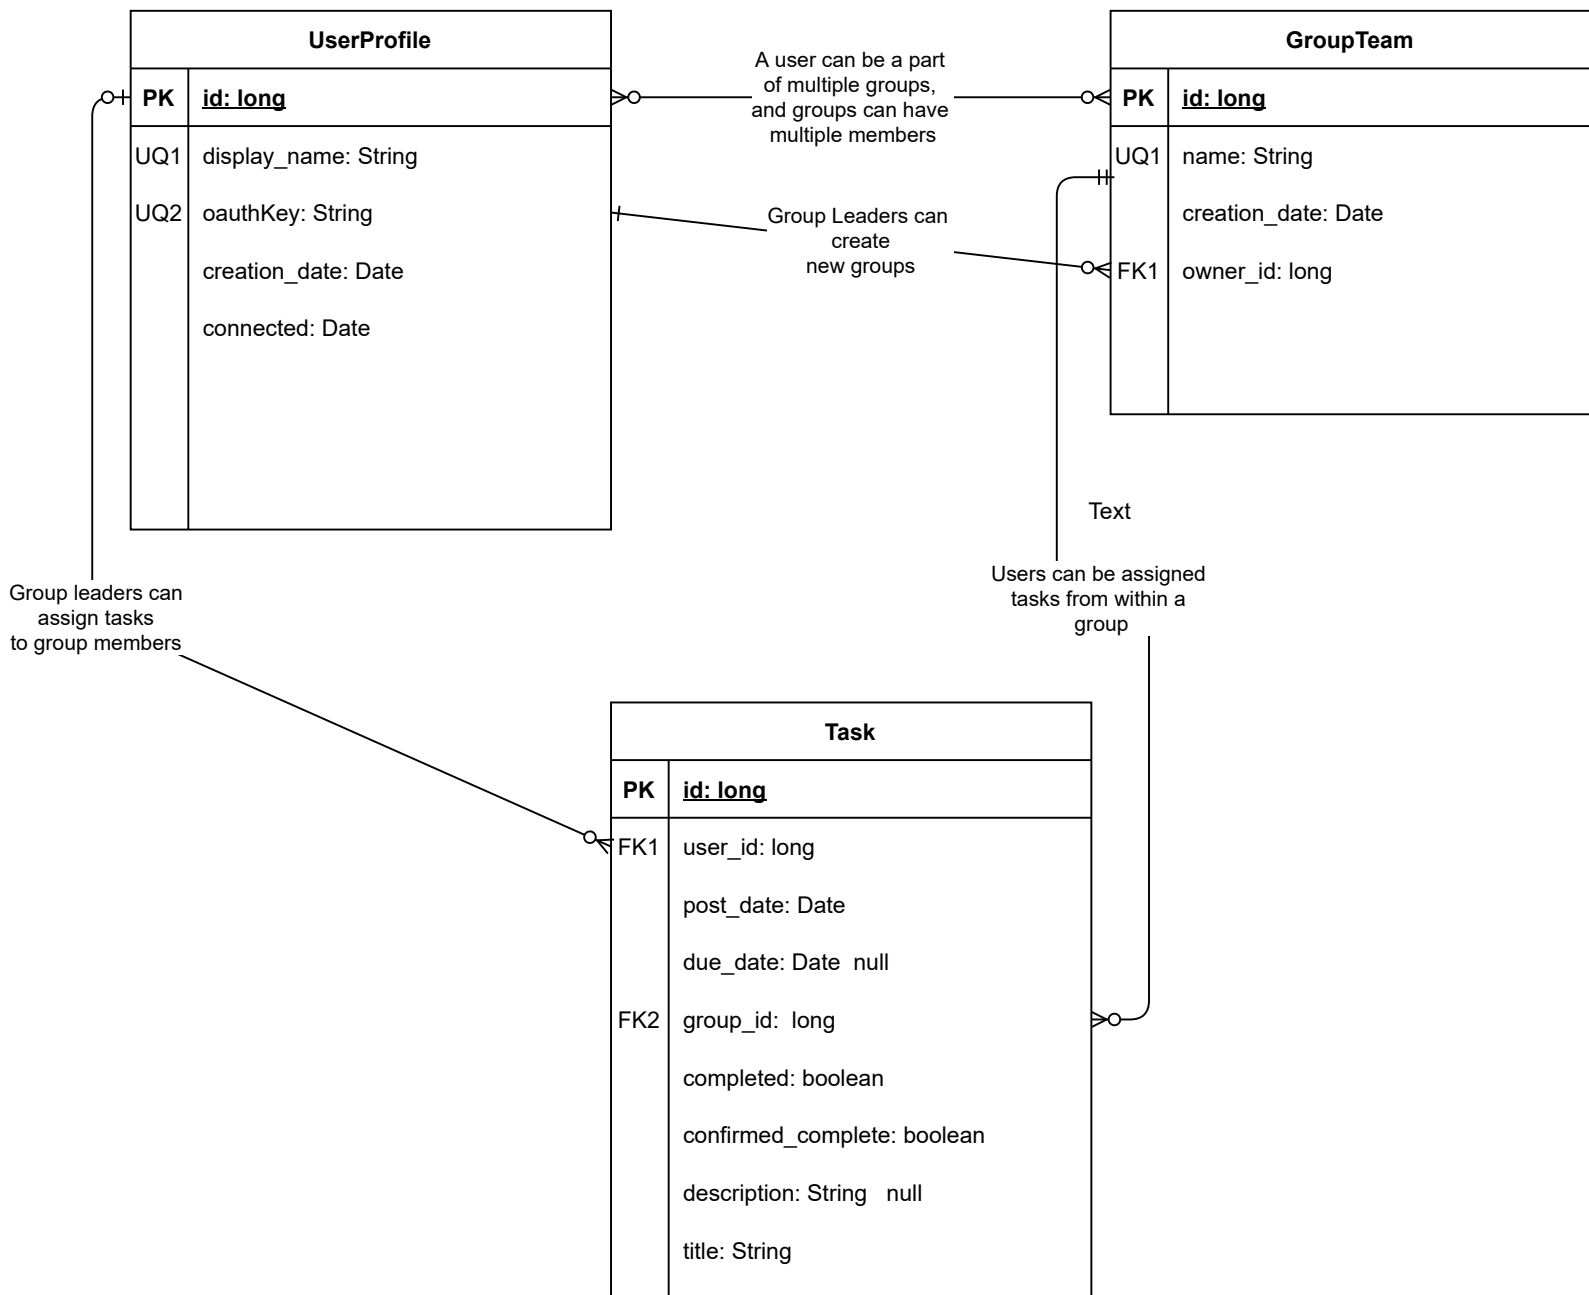 UserProfile
PK id: long
UQ1 display_name: String
UQ2 oauthKey: String
creation_date: Date
connected: Date
A user can be a part
of multiple groups,
and groups can have
multiple members
Group Leaders can
create
new groups
GroupTeam
PK id: long
UQ1 name: String
creation_date: Date
FK1 owner_id: long
Text
Users can be assigned
tasks from within a
group
Group leaders can
assign tasks
to group members
Task
PK id: long
FK1 user_id: long
post_date: Date
due_date: Date  null
FK2 group_id:  long
completed: boolean
confirmed_complete: boolean
description: String   null
title: String